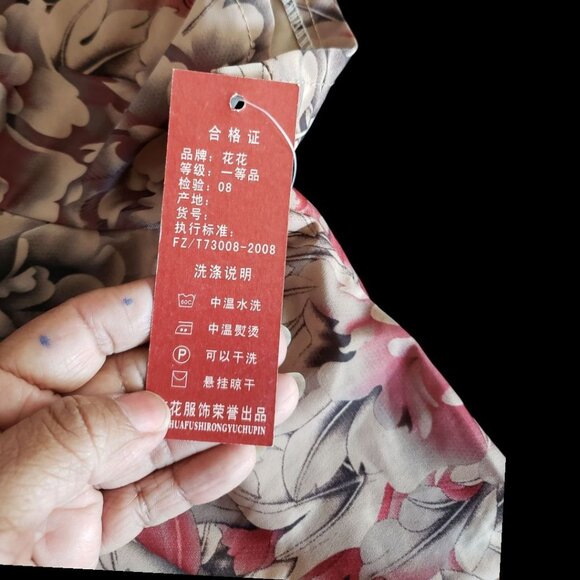 合格证
品牌：花花
等级：一等品
检验：08
产地：
货号：
执行标准：
FZ/T73008-2008
洗涤说明
60C 中温水洗
中温熨烫
P 可以干洗
悬挂晾干
花服饰荣誉出品
HUAFUSHIRONGYUCHUPIN